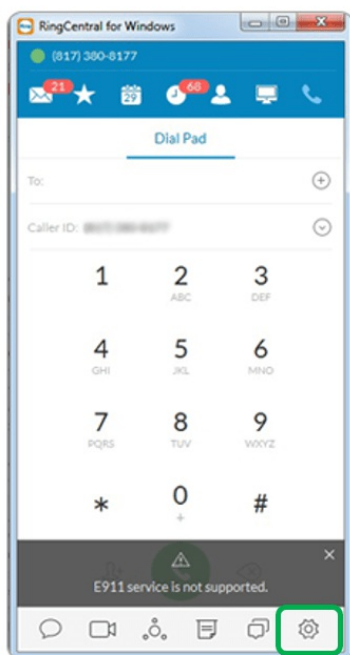 RingCentral for Windows
(817) 380-8177
21
29
68
Dial Pad
To:
Caller ID:
1 2 3
ABC DEF
4 5 6
GHI JKL MNO
7 8 9
PQRS TUV WXYZ
* 0 #
+
E911 service is not supported.